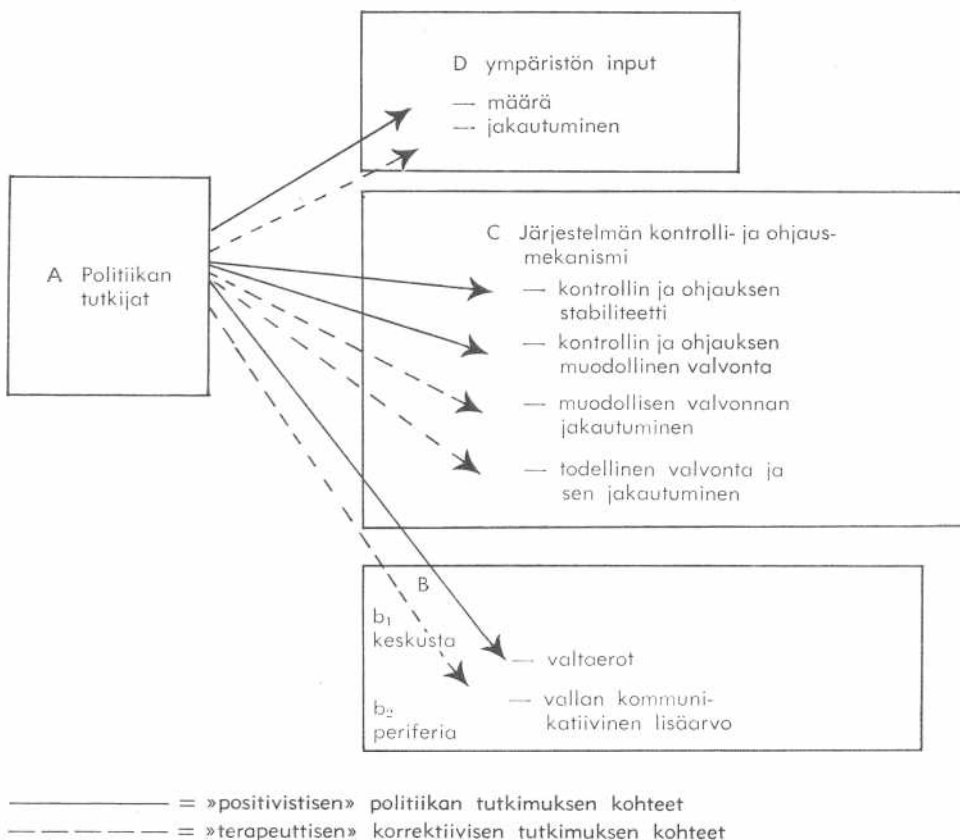 D ympäristön input
— määrä
— jakautuminen
A Politiikan
tutkijat
C Järjestelmän kontrolli- ja ohjaus-
mekanismi
— kontrollin ja ohjauksen
stabiliteetti
— kontrollin ja ohjauksen
muodollinen valvonta
— muodollisen valvonnan
jakautuminen
— todellinen valvonta ja
sen jakautuminen
B
b₁
keskusta
— valtaerot
— vallan kommuni-
katiivinen lisäarvo
b₂
periferia
= »positivistisen» politiikan tutkimuksen kohteet
= »terapeuttisen» korrektiivisen tutkimuksen kohteet